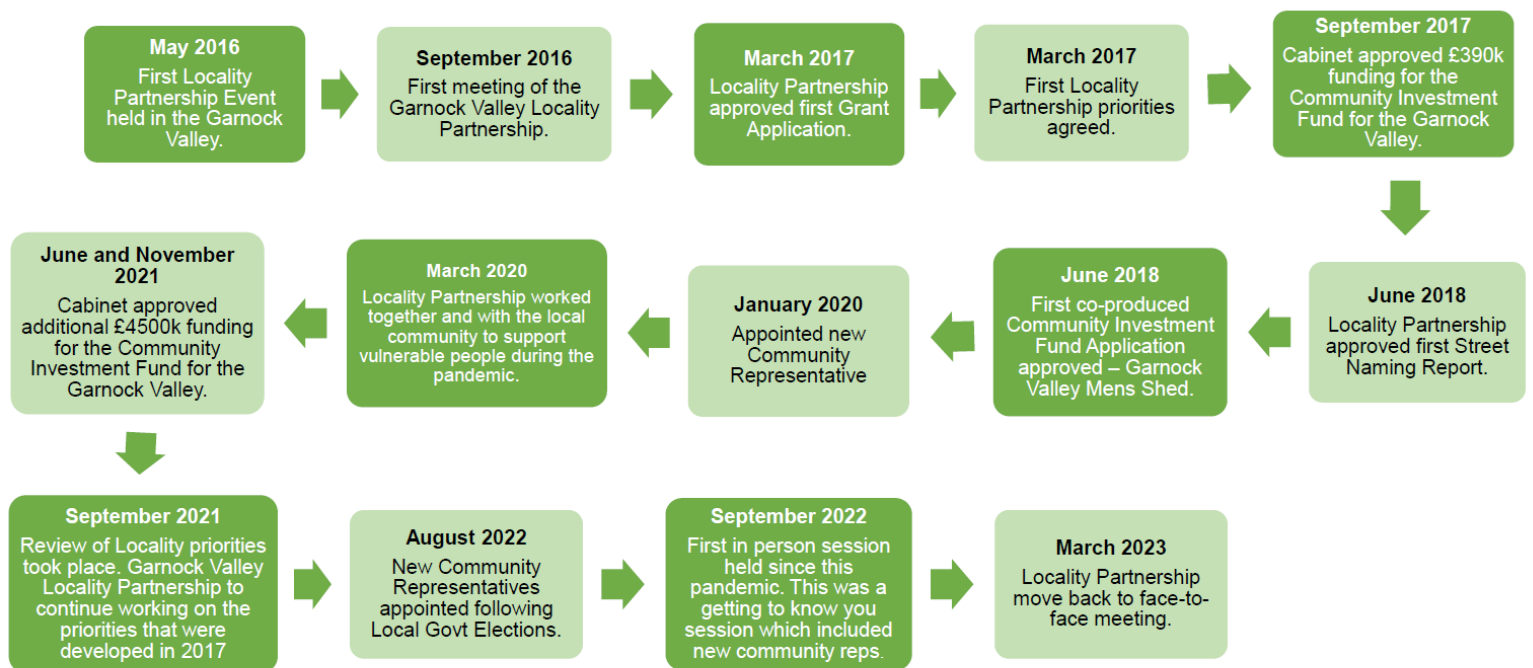 May 2016
First Locality
Partnership Event
held in the Garnock
Valley.
September 2016
First meeting of the
Garnock Valley Locality
Partnership.
March 2017
Locality Partnership
approved first Grant
Application.
March 2017
First Locality
Partnership priorities
agreed.
September 2017
Cabinet approved £390k
funding for the
Community Investment
Fund for the Garnock
Valley.
June 2018
Locality Partnership
approved first Street
Naming Report.
June 2018
First co-produced
Community Investment
Fund Application
approved – Garnock
Valley Mens Shed.
January 2020
Appointed new
Community
Representative
March 2020
Locality Partnership worked
together and with the local
community to support
vulnerable people during the
pandemic.
June and November
2021
Cabinet approved
additional £4500k funding
for the Community
Investment Fund for the
Garnock Valley.
September 2021
Review of Locality priorities
took place. Garnock Valley
Locality Partnership to
continue working on the
priorities that were
developed in 2017
August 2022
New Community
Representatives
appointed following
Local Govt Elections.
September 2022
First in person session
held since this
pandemic. This was a
getting to know you
session which included
new community reps.
March 2023
Locality Partnership
move back to face-to-
face meeting.